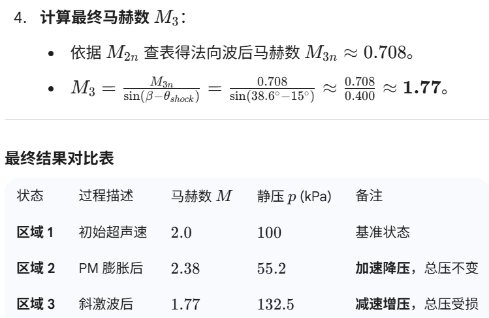 4. 计算最终马赫数 M₃：
• 依据 M₂ₙ 查表得法向波后马赫数 M₃ₙ ≈ 0.708。
• M₃ = M₃ₙ / sin(β−θ_shock) = 0.708 / sin(38.6°−15°) ≈ 0.708 / 0.400 ≈ 1.77。
最终结果对比表
状态 过程描述 马赫数 M 静压 p (kPa) 备注
区域 1 初始超声速 2.0 100 基准状态
区域 2 PM 膨胀后 2.38 55.2 加速降压，总压不变
区域 3 斜激波后 1.77 132.5 减速增压，总压受损